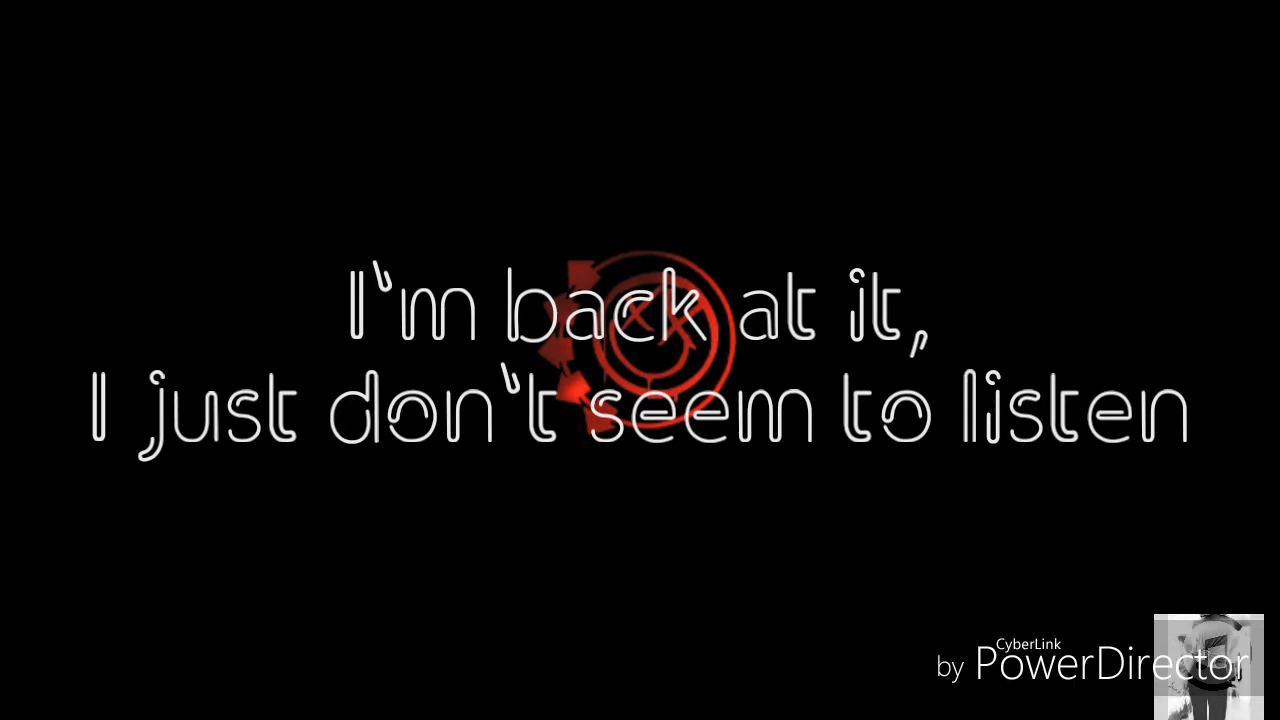 I'm back at it,
I just don't seem to listen
CyberLink
by PowerDirector